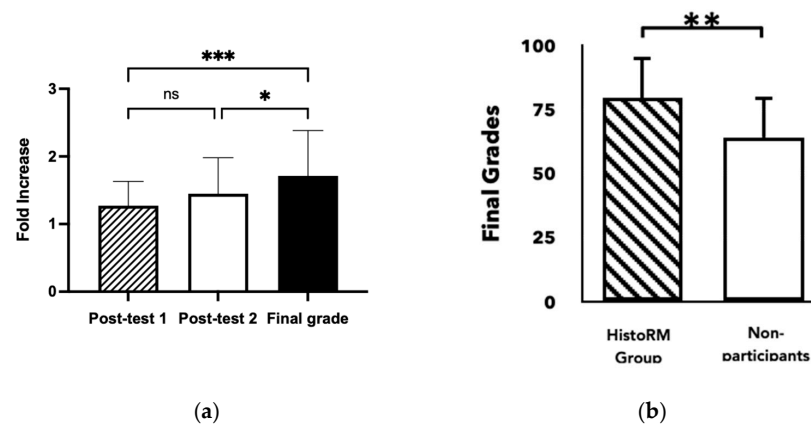 ***
ns
*
3
2
1
0
Fold Increase
Post-test 1 Post-test 2 Final grade
(a)
**
100
75
50
25
0
Final Grades
HistoRM
Group
Non-
participants
(b)